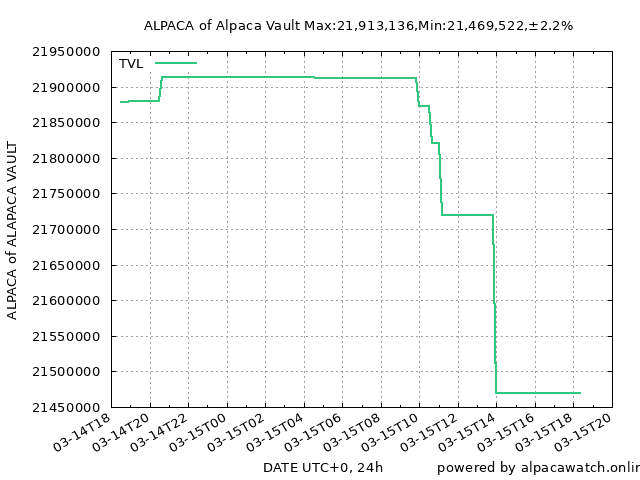 ALPACA of Alpaca Vault Max:21,913,136,Min:21,469,522,±2.2%
TVL
21950000
21900000
21850000
21800000
21750000
21700000
21650000
21600000
21550000
21500000
21450000
ALPACA of ALAPACA VAULT
03-14T18
03-14T20
03-14T22
03-15T00
03-15T02
03-15T04
03-15T06
03-15T08
03-15T10
03-15T12
03-15T14
03-15T16
03-15T18
03-15T20
DATE UTC+0, 24h
powered by alpacawatch.onlin